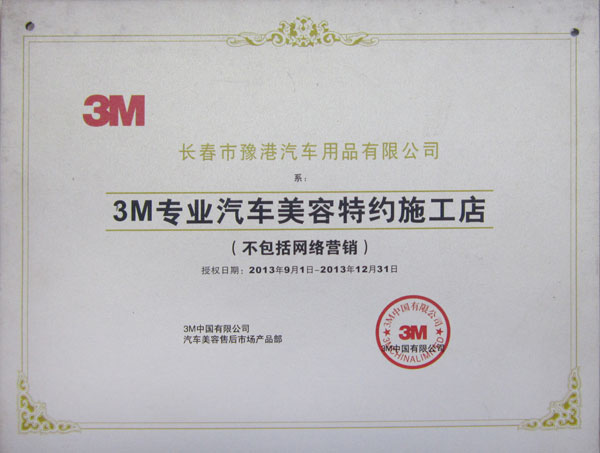 3M
长春市豫港汽车用品有限公司
系：
3M专业汽车美容特约施工店
（不包括网络营销）
授权日期：2013年9月1日-2013年12月31日
3M中国有限公司
汽车美容售后市场产品部
3M中国有限公司
3M
3M中国有限公司
3M CHINA LIMITED